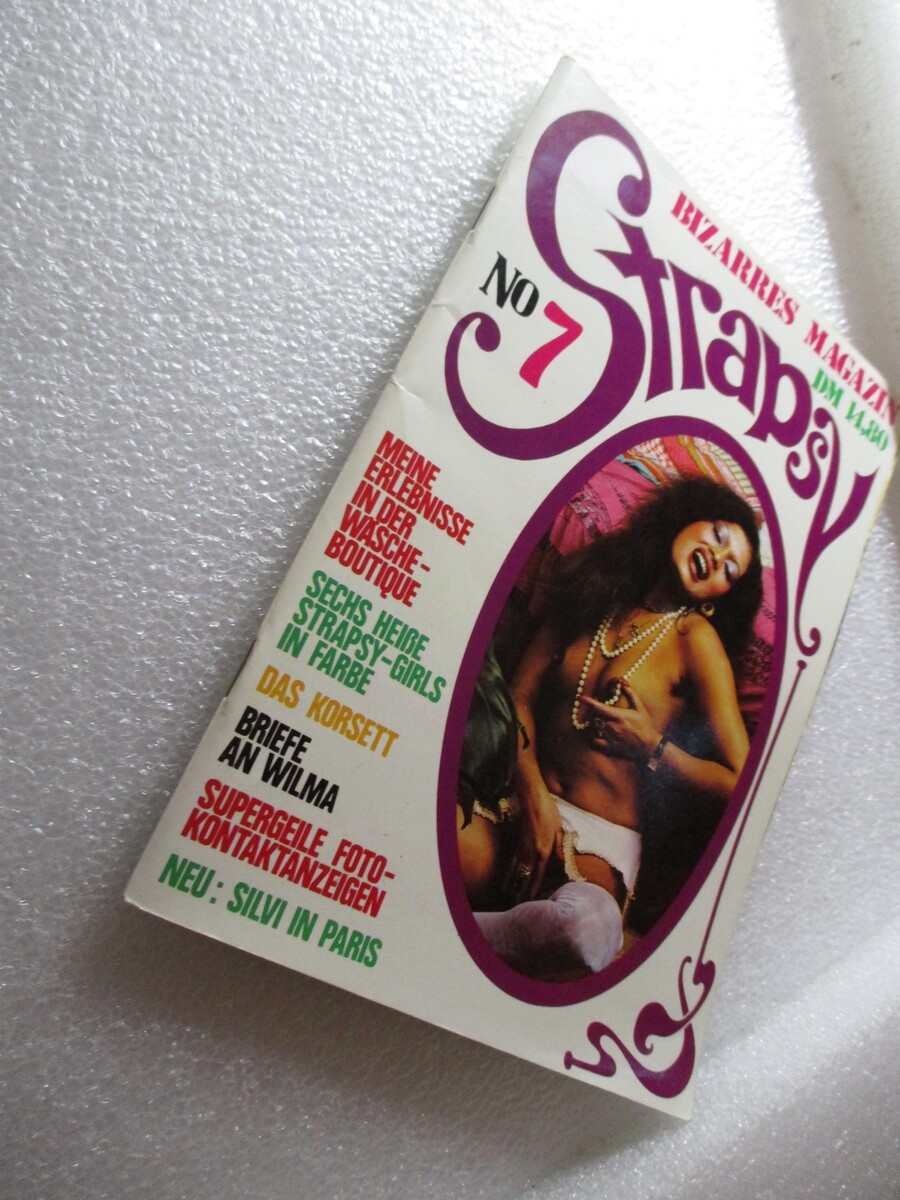 BIZARRES MAGAZIN
DM 14,80
Strapsy
NO 7
MEINE
ERLEBNISSE
IN DER
WÄSCHE-
BOUTIQUE
SECHS HEIßE
STRAPSY-GIRLS
IN FARBE
DAS KORSETT
BRIEFE
AN WILMA
SUPERGEILE FOTO-
KONTAKTANZEIGEN
NEU: SILVI IN PARIS